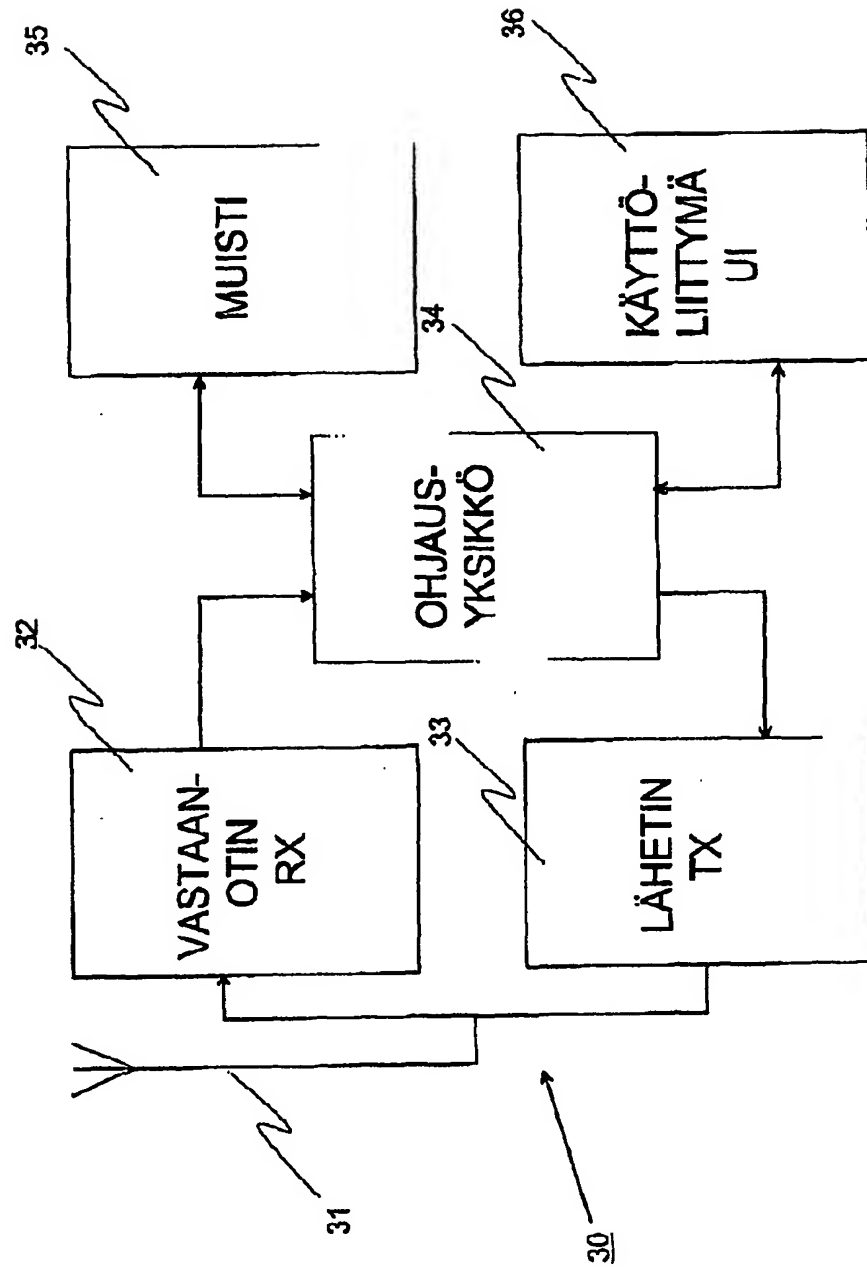 35
MUISTI
36
KÄYTTÖ-
LIITTYMÄ
UI
34
OHJAUS-
YKSIKKÖ
32
VASTAAN-
OTIN
RX
33
LÄHETIN
TX
31
30